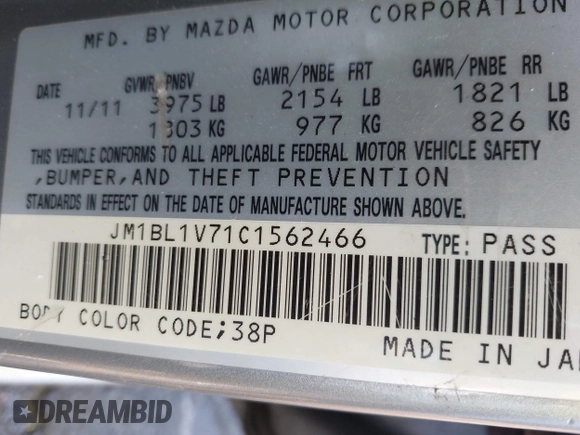 MFD. BY MAZDA MOTOR CORPORATION
DATE GVWR/PNBV GAWR/PNBE FRT GAWR/PNBE RR
11/11 3975 LB 2154 LB 1821 LB
1803 KG 977 KG 826 KG
THIS VEHICLE CONFORMS TO ALL APPLICABLE FEDERAL MOTOR VEHICLE SAFETY
,BUMPER,AND THEFT PREVENTION
STANDARDS IN EFFECT ON THE DATE OF MANUFACTURE SHOWN ABOVE.
JM1BL1V71C1562466 TYPE: PASS
BODY COLOR CODE;38P
MADE IN JA
DREAMBID